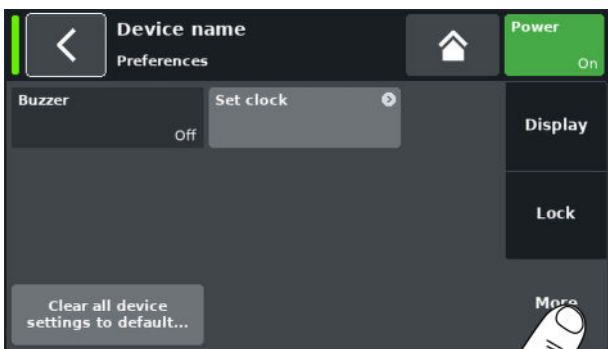 Device name
Preferences
Power
On
Buzzer
Off
Set clock
Display
Lock
More
Clear all device
settings to default...